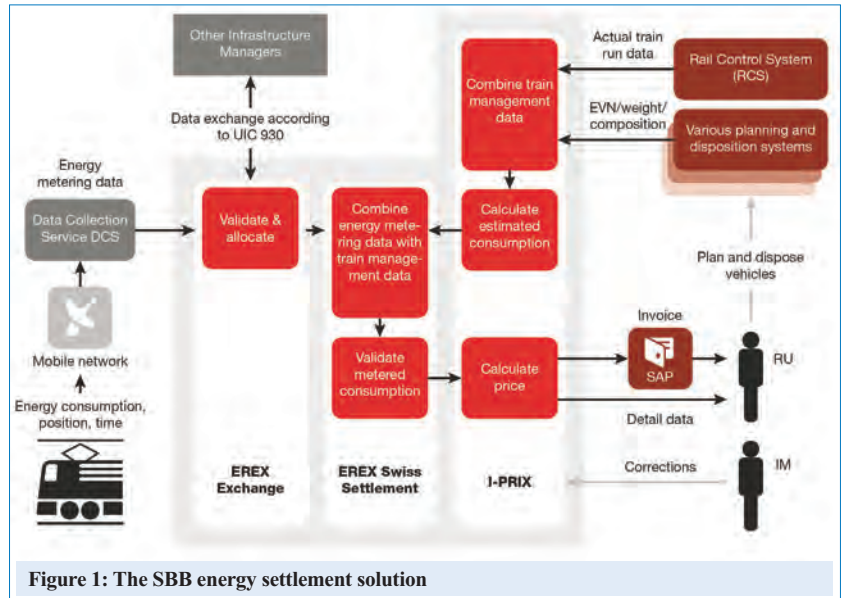 Other Infrastructure
Managers
Data exchange according
to UIC 930
Energy
metering data
Data Collection
Service DCS
Mobile network
Energy consumption,
position, time
Validate &
allocate
Combine
energy mete-
ring data with
train manage-
ment data
Validate
metered
consumption
Combine train
management
data
Calculate
estimated
consumption
Calculate
price
Actual train
run data
Rail Control System
(RCS)
EVN/weight/
composition
Various planning and
disposition systems
Plan and dispose
vehicles
Invoice
SAP
RU
Detail data
IM
Corrections
EREX
Exchange
EREX Swiss
Settlement
I-PRIX
Figure 1: The SBB energy settlement solution